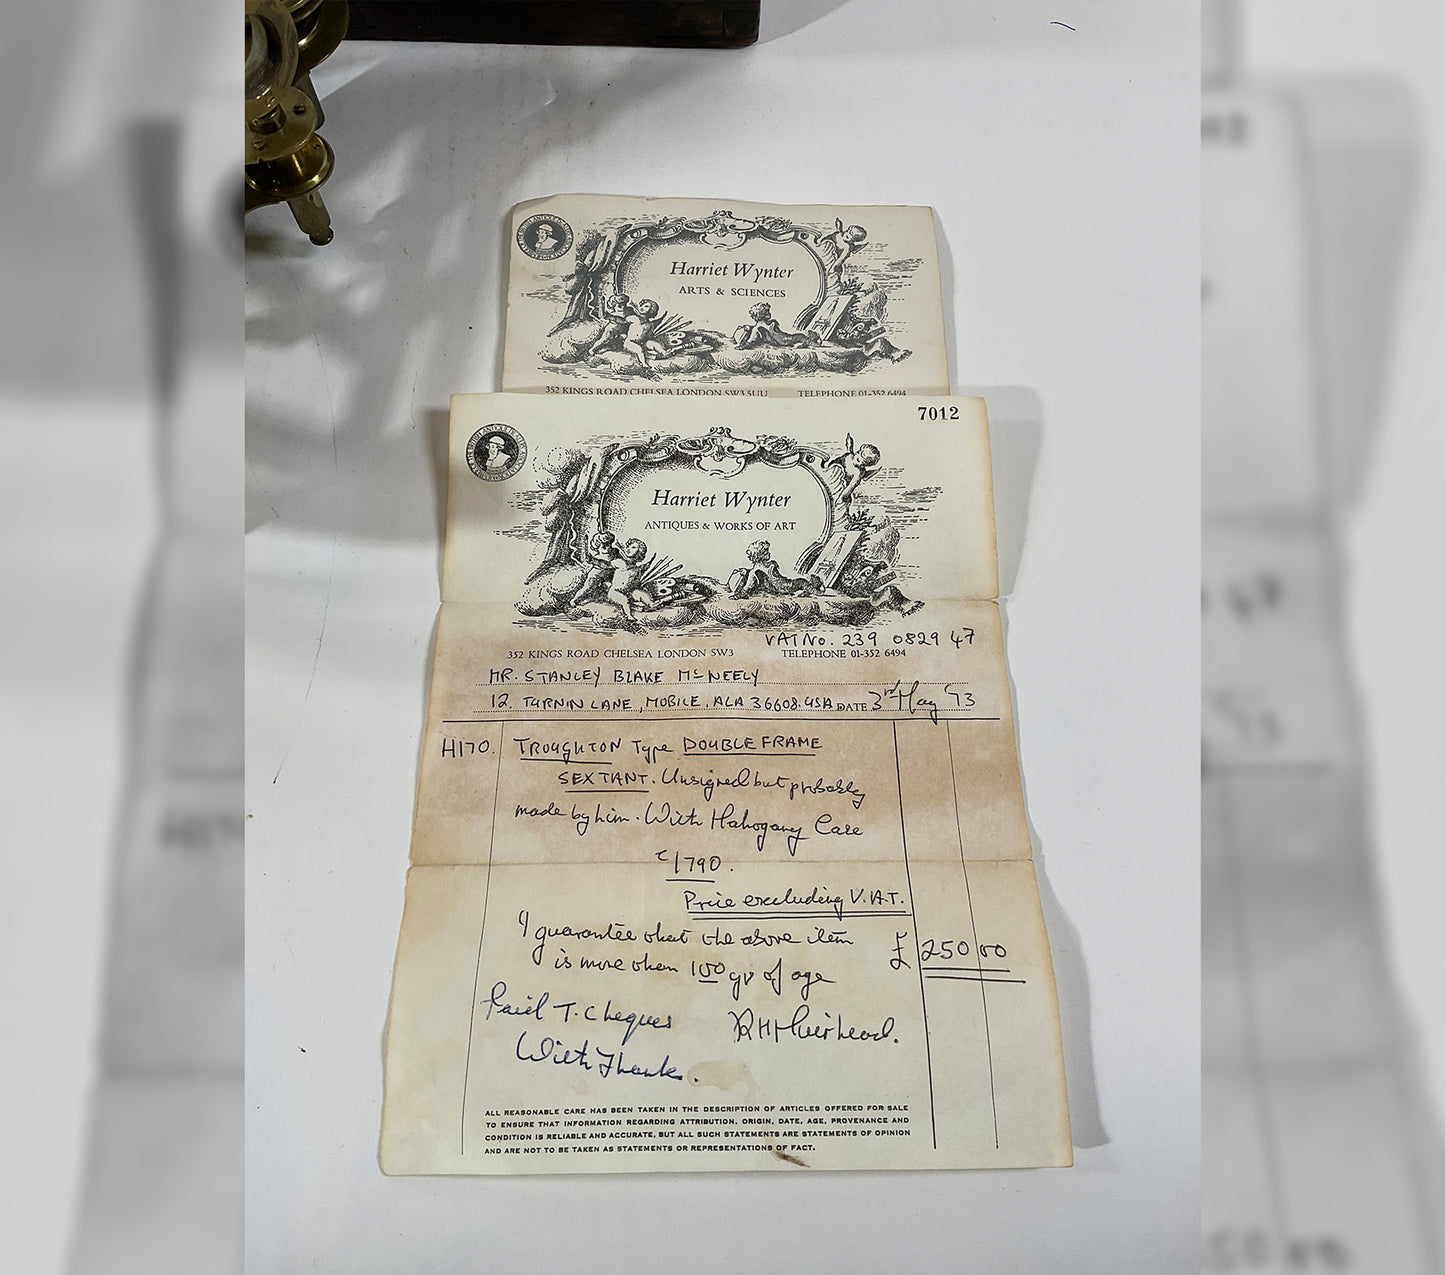 Harriet Wynter
ARTS & SCIENCES
352 KINGS ROAD CHELSEA LONDON SW3 5UU TELEPHONE 01-352 6494
7012
Harriet Wynter
ANTIQUES & WORKS OF ART
VAT No. 239 0829 47
352 KINGS ROAD CHELSEA LONDON SW3 TELEPHONE 01-352 6494
MR. STANLEY BLAKE McNEELY
12. TURNIN LANE, MOBILE, ALA 36608. USA DATE 3rd May '73
H170. TROUGHTON Type DOUBLE FRAME
SEXTANT. Unsigned but probably
made by him. With Mahogany Case
c1790.
Price excluding V.A.T.
I guarantee that the above item £ 250 00
is more than 100 yrs of age
Paid T. Cheques RH Muirhead.
With Thanks.
ALL REASONABLE CARE HAS BEEN TAKEN IN THE DESCRIPTION OF ARTICLES OFFERED FOR SALE
TO ENSURE THAT INFORMATION REGARDING ATTRIBUTION, ORIGIN, DATE, AGE, PROVENANCE AND
CONDITION IS RELIABLE AND ACCURATE, BUT ALL SUCH STATEMENTS ARE STATEMENTS OF OPINION
AND ARE NOT TO BE TAKEN AS STATEMENTS OR REPRESENTATIONS OF FACT.